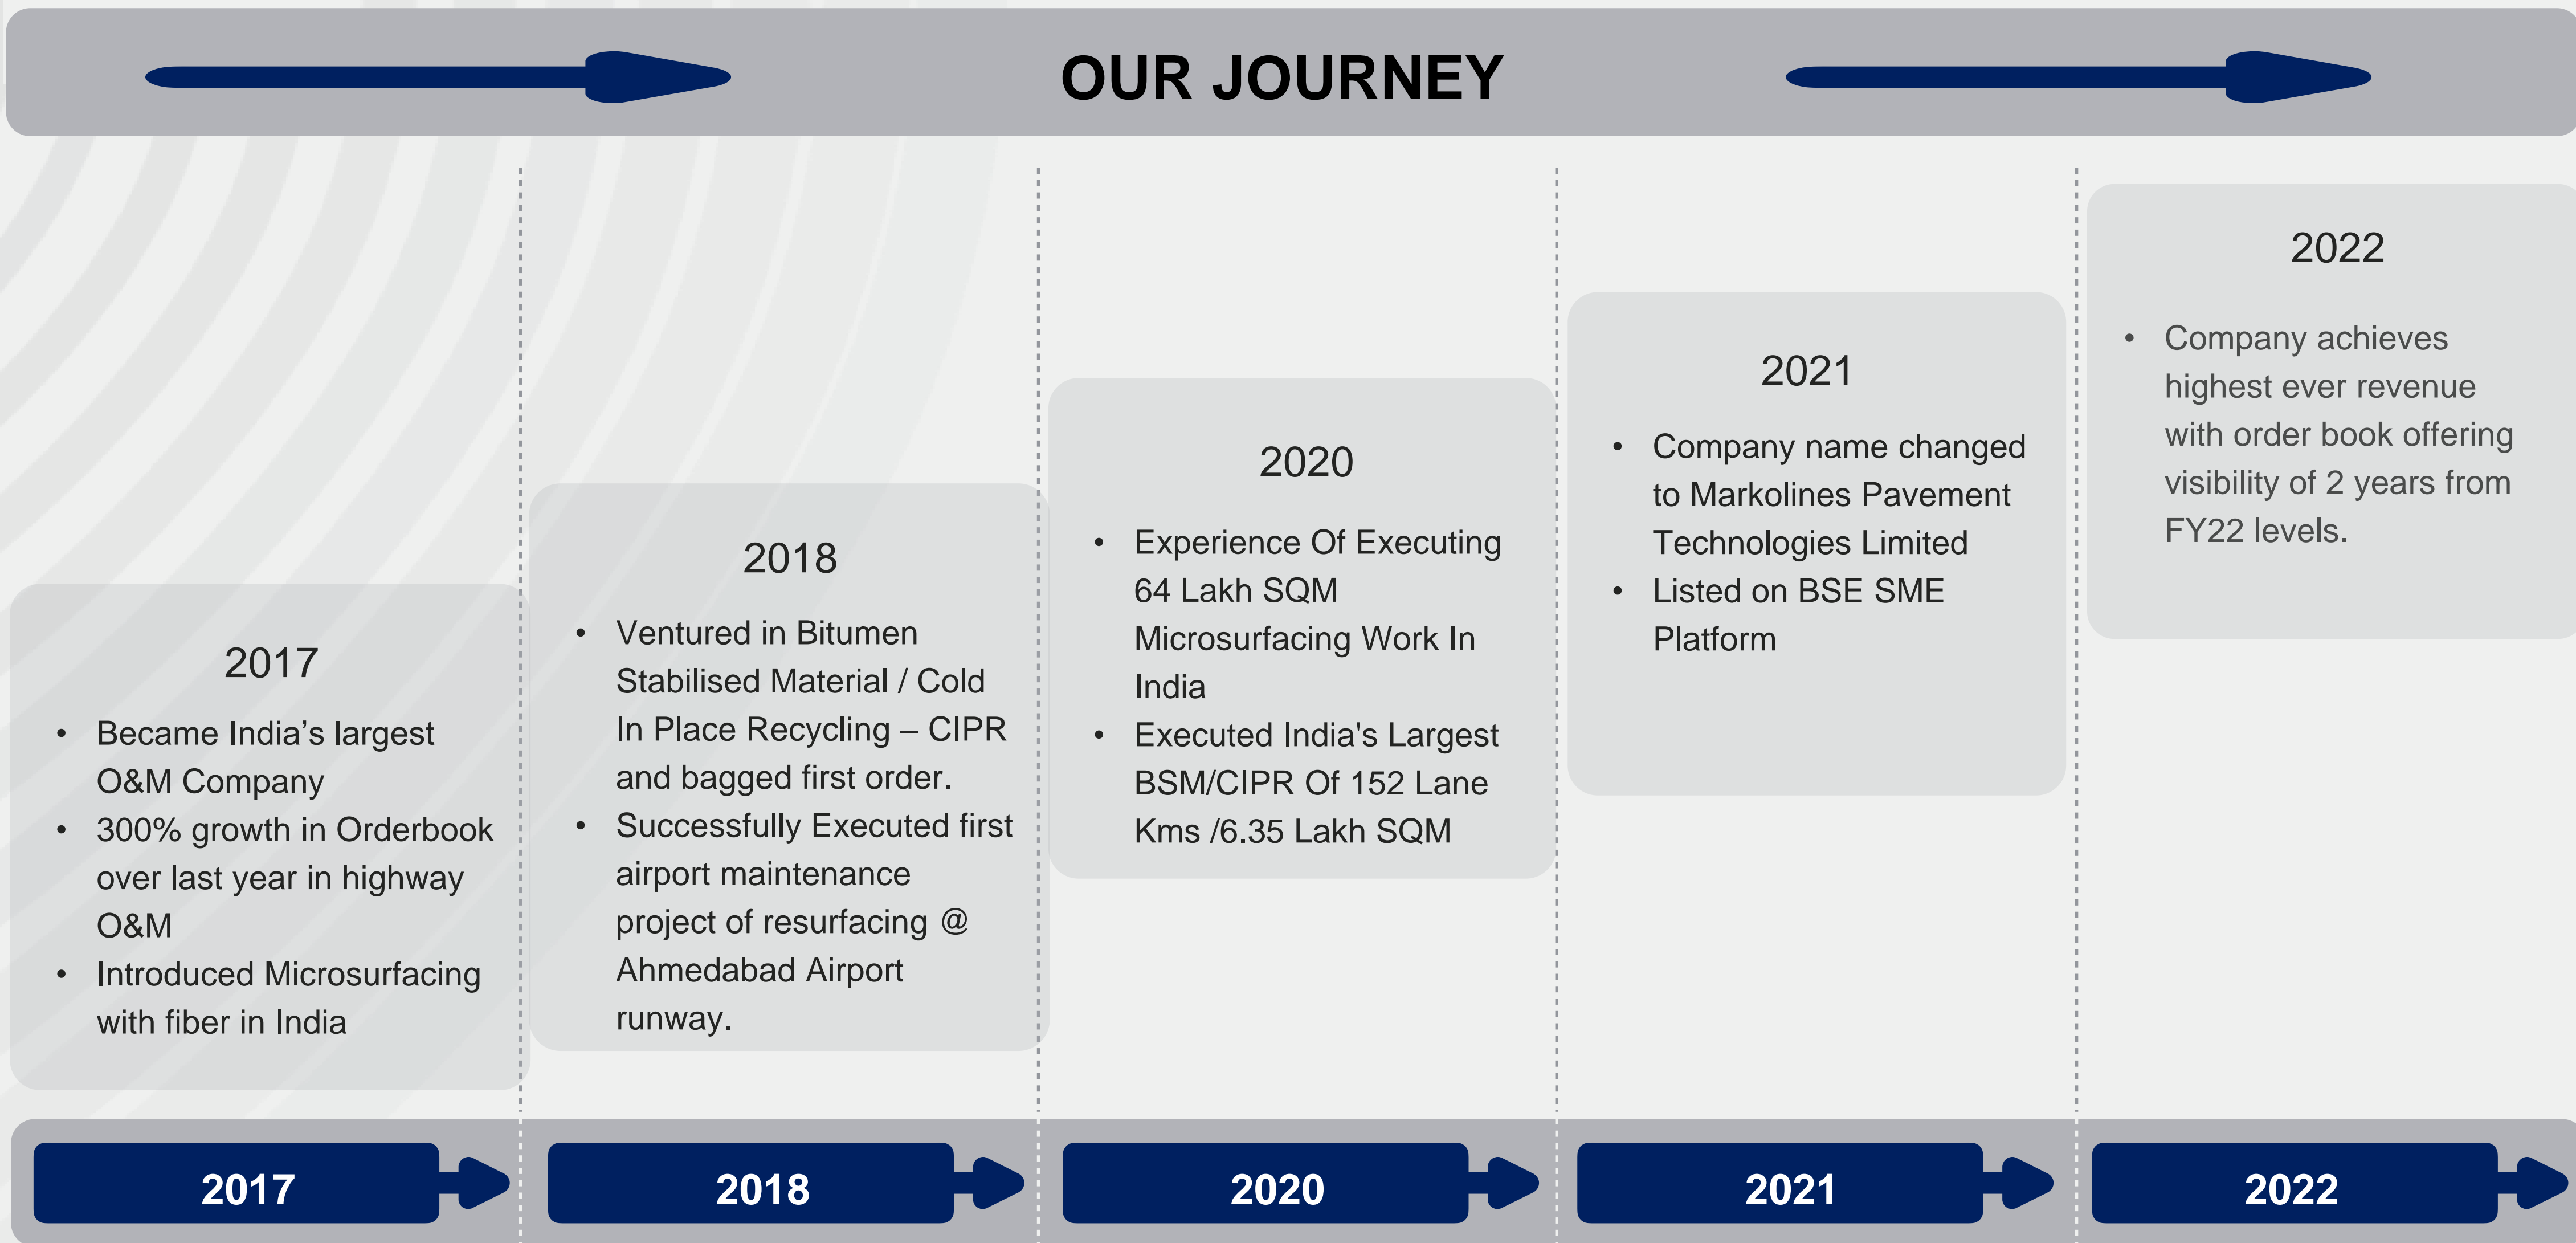 OUR JOURNEY
2017
• Became India’s largest
O&M Company
• 300% growth in Orderbook
over last year in highway
O&M
• Introduced Microsurfacing
with fiber in India
2018
• Ventured in Bitumen
Stabilised Material / Cold
In Place Recycling – CIPR
and bagged first order.
• Successfully Executed first
airport maintenance
project of resurfacing @
Ahmedabad Airport
runway.
2020
• Experience Of Executing
64 Lakh SQM
Microsurfacing Work In
India
• Executed India's Largest
BSM/CIPR Of 152 Lane
Kms /6.35 Lakh SQM
2021
• Company name changed
to Markolines Pavement
Technologies Limited
• Listed on BSE SME
Platform
2022
• Company achieves
highest ever revenue
with order book offering
visibility of 2 years from
FY22 levels.
2017
2018
2020
2021
2022